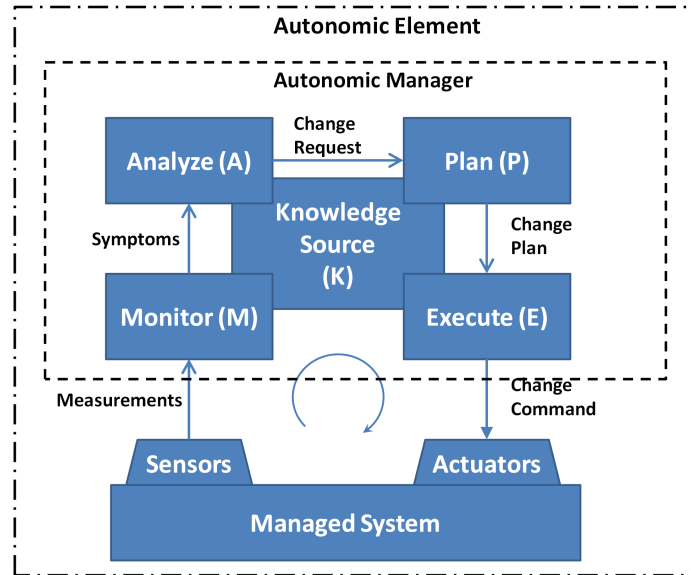 Autonomic Element
Autonomic Manager
Analyze (A)
Change
Request
Plan (P)
Knowledge
Source
(K)
Symptoms
Change
Plan
Monitor (M)
Execute (E)
Measurements
Change
Command
Sensors
Actuators
Managed System